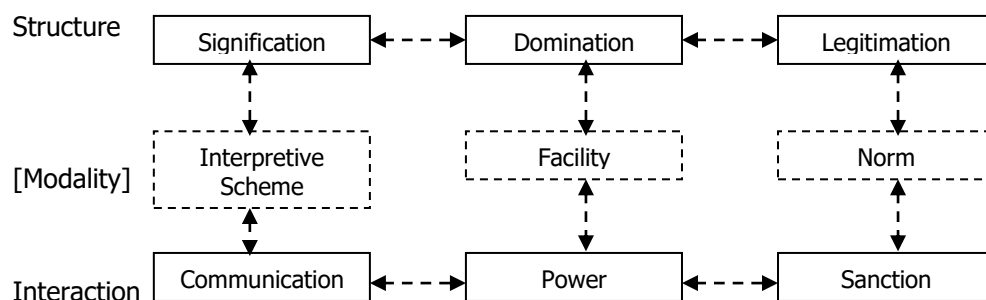 Structure
Signification
Domination
Legitimation
[Modality]
Interpretive
Scheme
Facility
Norm
Interaction
Communication
Power
Sanction